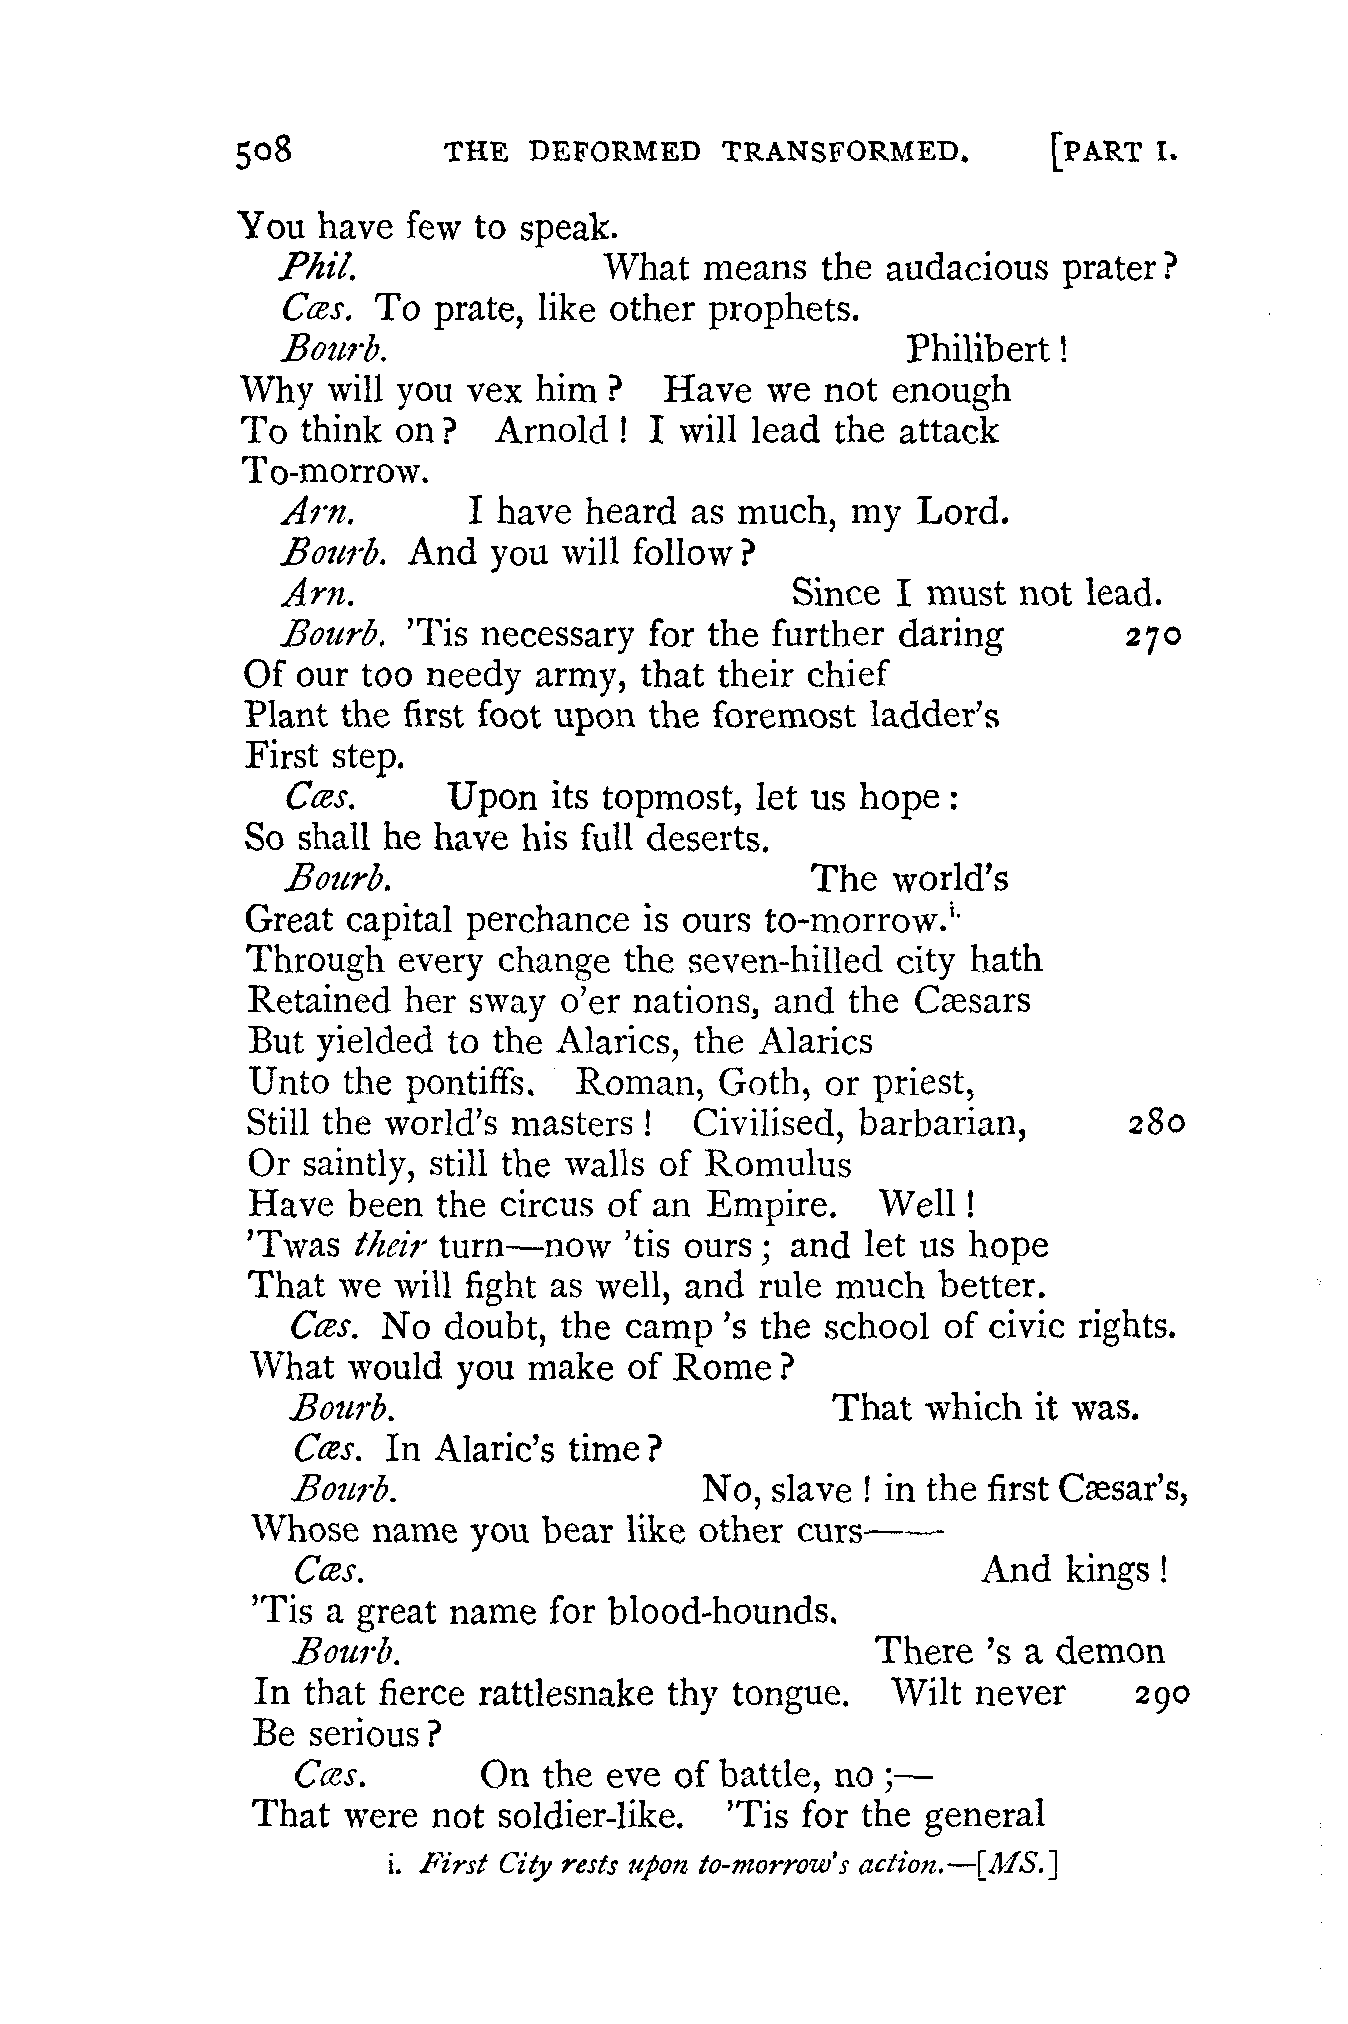 508 THE DEFORMED TRANSFORMED. [PART I.
You have few to speak.
Phil. What means the audacious prater?
Cæs. To prate, like other prophets.
Bourb. Philibert!
Why will you vex him? Have we not enough
To think on? Arnold! I will lead the attack
To-morrow.
Arn. I have heard as much, my Lord.
Bourb. And you will follow?
Arn. Since I must not lead.
Bourb. 'Tis necessary for the further daring 270
Of our too needy army, that their chief
Plant the first foot upon the foremost ladder's
First step.
Cæs. Upon its topmost, let us hope:
So shall he have his full deserts.
Bourb. The world's
Great capital perchance is ours to-morrow.i.
Through every change the seven-hilled city hath
Retained her sway o'er nations, and the Cæsars
But yielded to the Alarics, the Alarics
Unto the pontiffs. Roman, Goth, or priest,
Still the world's masters! Civilised, barbarian, 280
Or saintly, still the walls of Romulus
Have been the circus of an Empire. Well!
'Twas their turn—now 'tis ours; and let us hope
That we will fight as well, and rule much better.
Cæs. No doubt, the camp 's the school of civic rights.
What would you make of Rome?
Bourb. That which it was.
Cæs. In Alaric's time?
Bourb. No, slave! in the first Cæsar's,
Whose name you bear like other curs——
Cæs. And kings!
'Tis a great name for blood-hounds.
Bourb. There 's a demon
In that fierce rattlesnake thy tongue. Wilt never 290
Be serious?
Cæs. On the eve of battle, no;—
That were not soldier-like. 'Tis for the general
i. First City rests upon to-morrow's action.—[MS.]